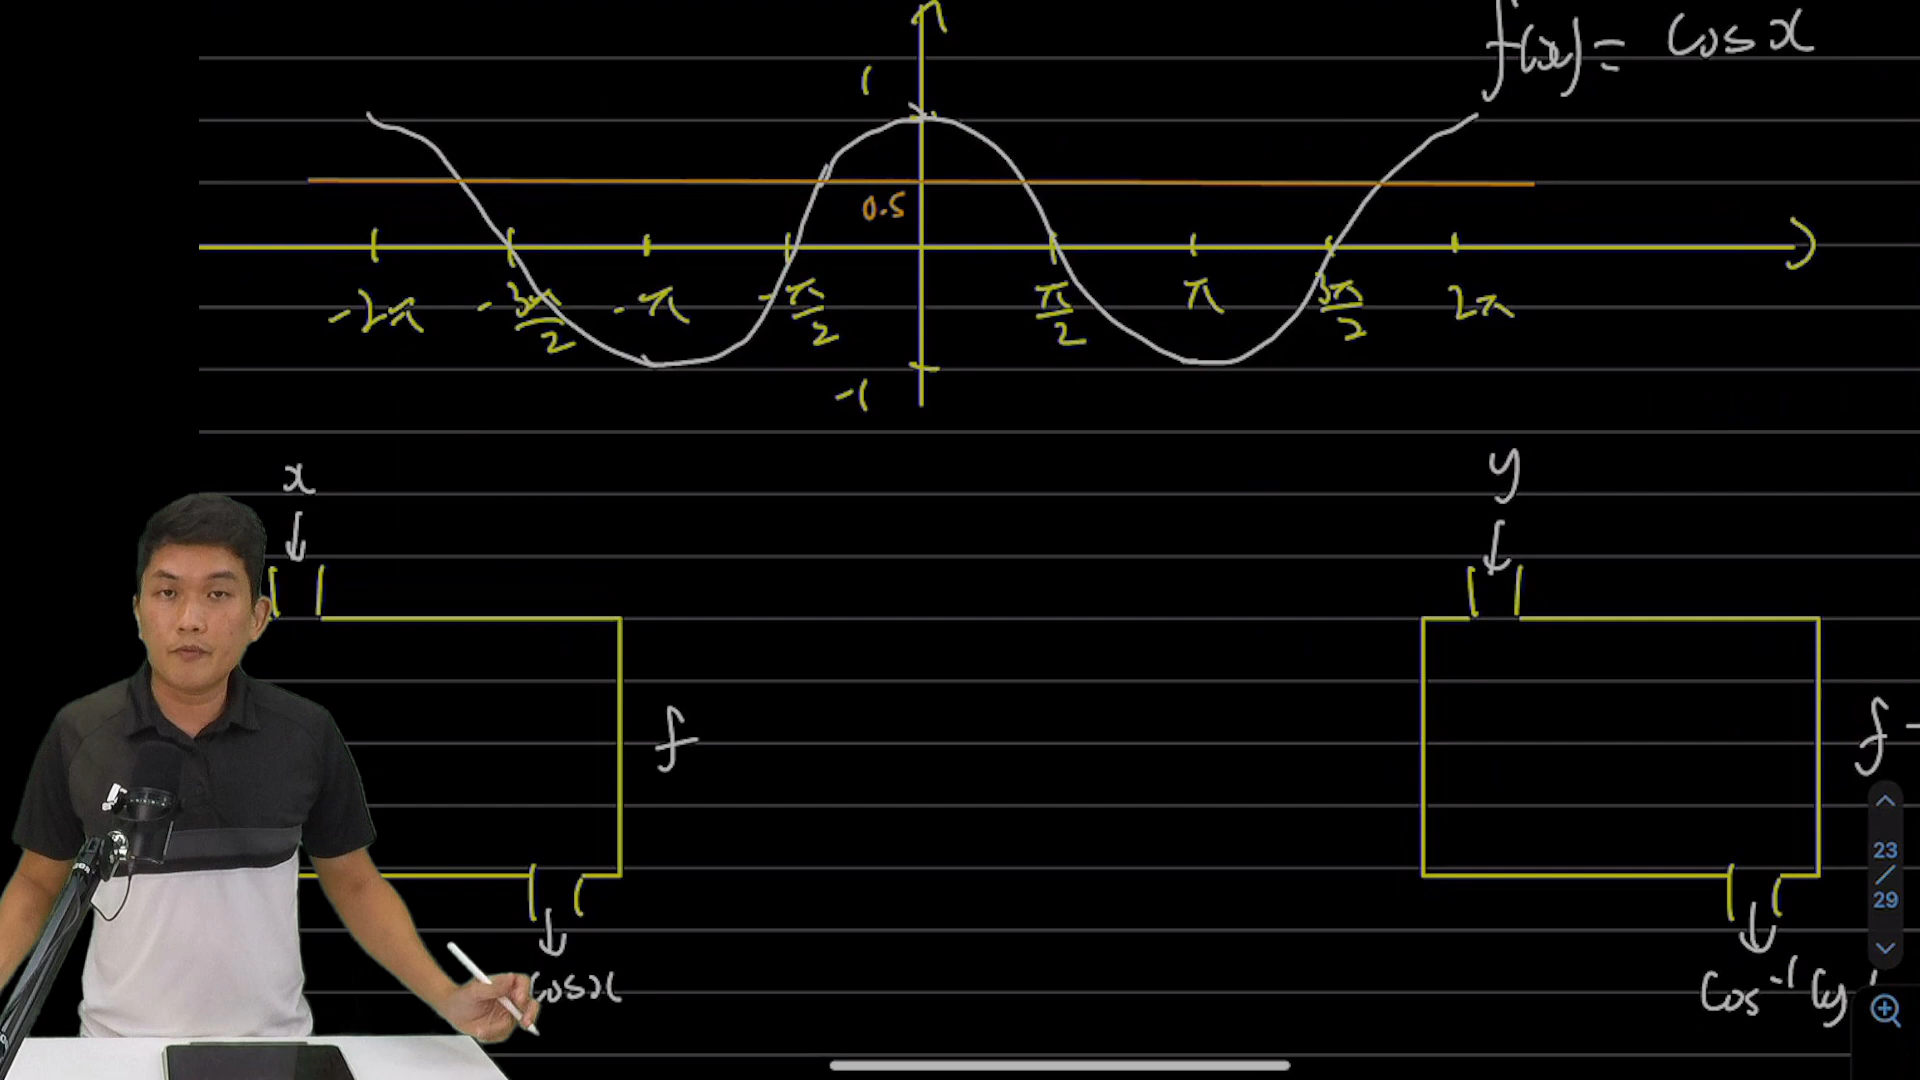 f(x) = cos x
1
0.5
-2π -3π/2 -π -π/2 π/2 π 3π/2 2π
-1
x
y
f
f -
23
/
29
cos x
cos⁻¹(y